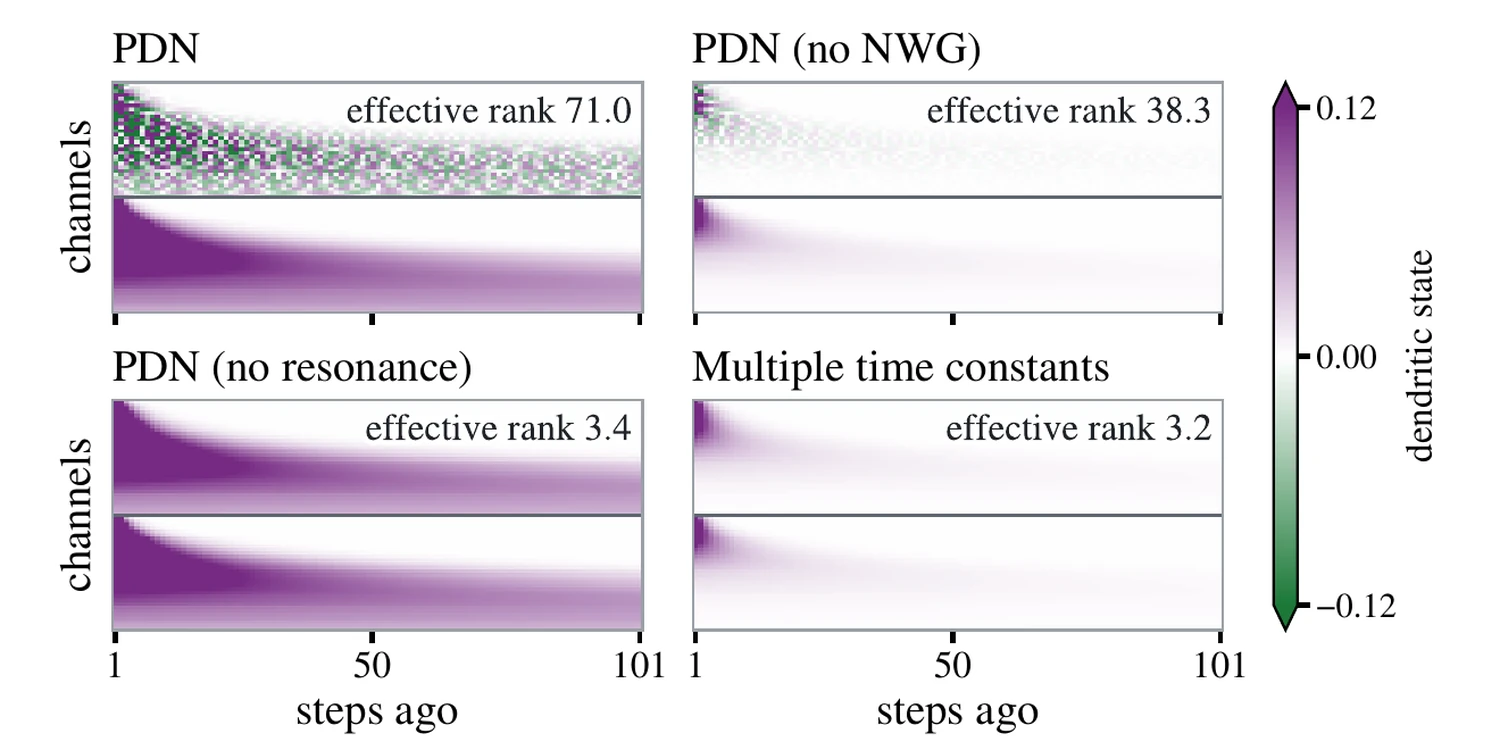 PDN
PDN (no NWG)
effective rank 71.0
effective rank 38.3
channels
PDN (no resonance)
Multiple time constants
effective rank 3.4
effective rank 3.2
channels
1
50
101
1
50
101
steps ago
steps ago
0.12
0.00
−0.12
dendritic state